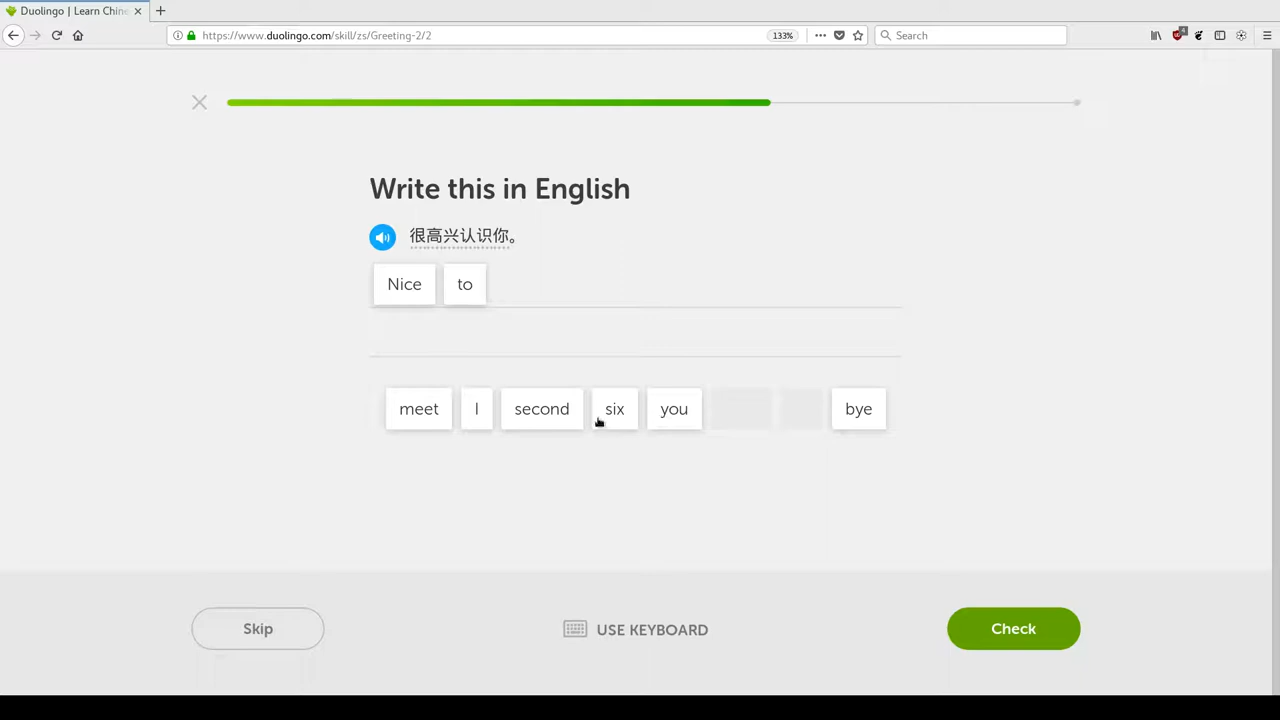 Duolingo | Learn Chine
https://www.duolingo.com/skill/zs/Greeting-2/2
133%
Search
4
Write this in English
很高兴认识你。
Nice to
meet I second six you bye
Skip
USE KEYBOARD
Check